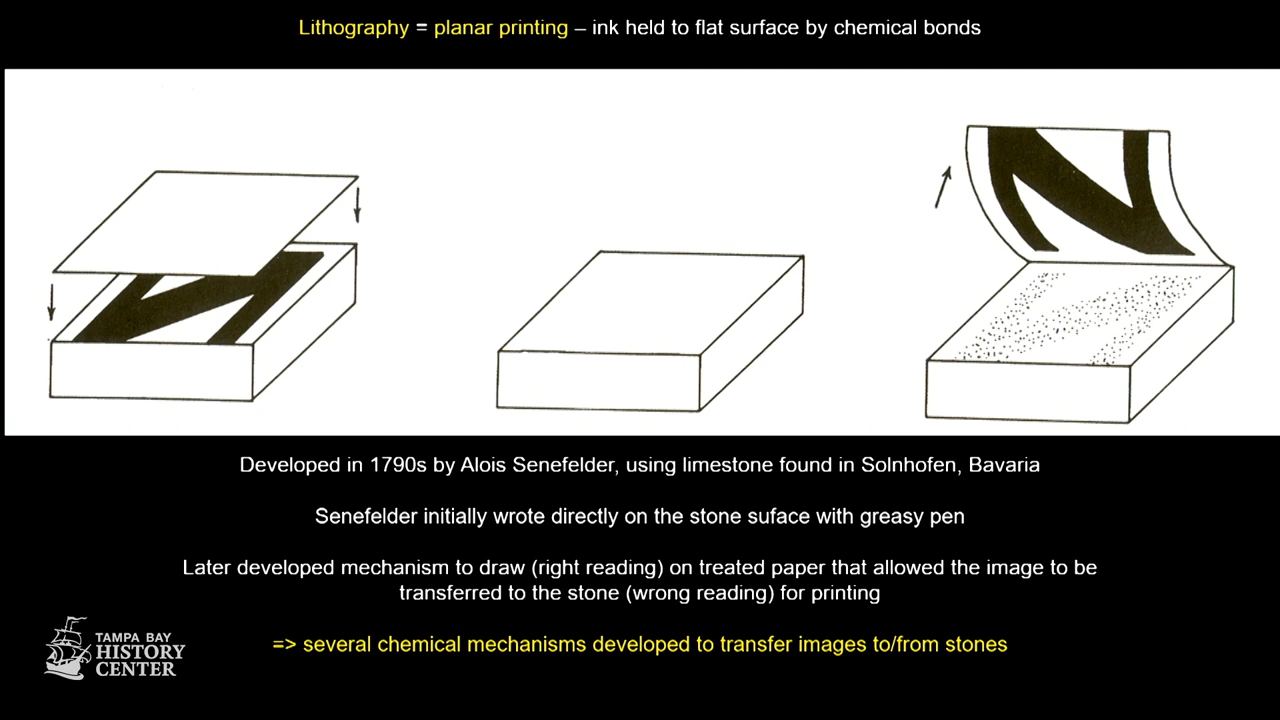 Lithography = planar printing – ink held to flat surface by chemical bonds
Developed in 1790s by Alois Senefelder, using limestone found in Solnhofen, Bavaria
Senefelder initially wrote directly on the stone suface with greasy pen
Later developed mechanism to draw (right reading) on treated paper that allowed the image to be
transferred to the stone (wrong reading) for printing
=> several chemical mechanisms developed to transfer images to/from stones
TAMPA BAY
HISTORY
CENTER